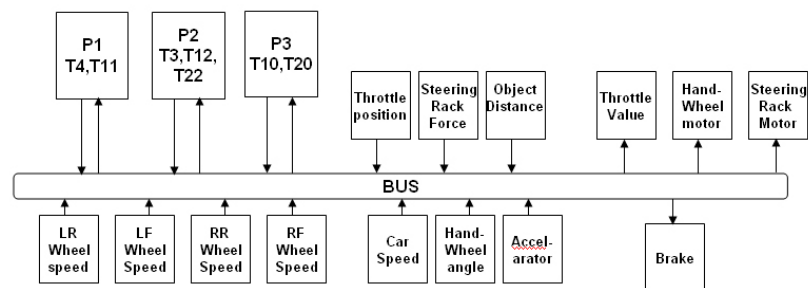 P1
T4,T11
P2
T3,T12,
T22
P3
T10,T20
Throttle
position
Steering
Rack
Force
Object
Distance
Throttle
Value
Hand-
Wheel
motor
Steering
Rack
Motor
BUS
LR
Wheel
speed
LF
Wheel
Speed
RR
Wheel
Speed
RF
Wheel
Speed
Car
Speed
Hand-
Wheel
angle
Accel-
arator
Brake